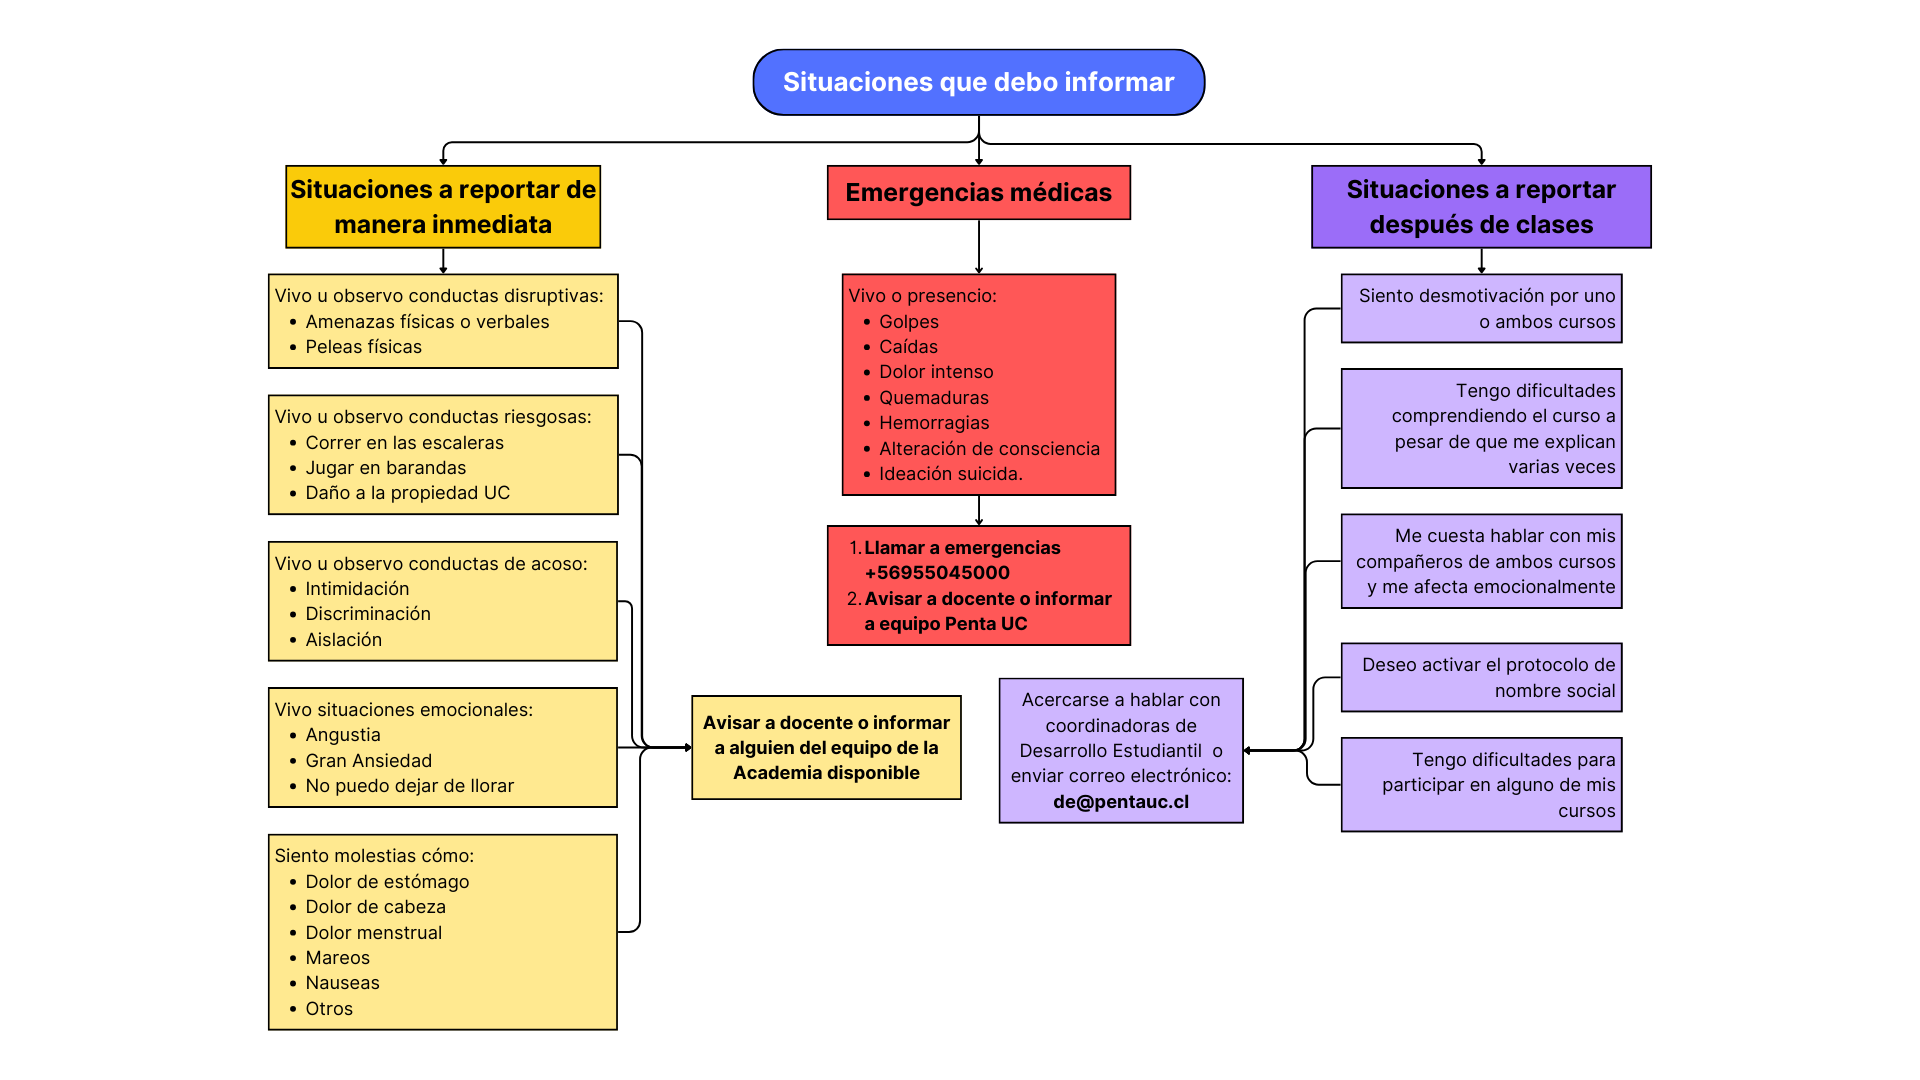 Situaciones que debo informar
Situaciones a reportar de
manera inmediata
Vivo u observo conductas disruptivas:
• Amenazas físicas o verbales
• Peleas físicas
Vivo u observo conductas riesgosas:
• Correr en las escaleras
• Jugar en barandas
• Daño a la propiedad UC
Vivo u observo conductas de acoso:
• Intimidación
• Discriminación
• Aislación
Vivo situaciones emocionales:
• Angustia
• Gran Ansiedad
• No puedo dejar de llorar
Siento molestias cómo:
• Dolor de estómago
• Dolor de cabeza
• Dolor menstrual
• Mareos
• Nauseas
• Otros
Avisar a docente o informar
a alguien del equipo de la
Academia disponible
Emergencias médicas
Vivo o presencio:
• Golpes
• Caídas
• Dolor intenso
• Quemaduras
• Hemorragias
• Alteración de consciencia
• Ideación suicida.
1. Llamar a emergencias
+56955045000
2. Avisar a docente o informar
a equipo Penta UC
Situaciones a reportar
después de clases
Siento desmotivación por uno
o ambos cursos
Tengo dificultades
comprendiendo el curso a
pesar de que me explican
varias veces
Me cuesta hablar con mis
compañeros de ambos cursos
y me afecta emocionalmente
Deseo activar el protocolo de
nombre social
Tengo dificultades para
participar en alguno de mis
cursos
Acercarse a hablar con
coordinadoras de
Desarrollo Estudiantil o
enviar correo electrónico:
de@pentauc.cl